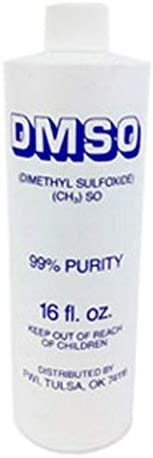 DMSO
(DIMETHYL SULFOXIDE)
(CH₃) SO
99% PURITY
16 fl. oz.
KEEP OUT OF REACH
OF CHILDREN
DISTRIBUTED BY
PWI, TULSA, OK